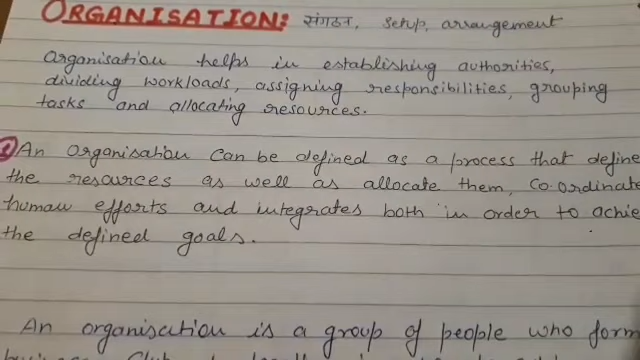 ORGANISATION: संगठन, setup, arrangement
Organisation helps in establishing authorities,
dividing workloads, assigning responsibilities, grouping
tasks and allocating resources.
1 An Organisation can be defined as a process that define
the resources as well as allocate them, Co-ordinate
human efforts and integrates both in order to achie
the defined goals.
An organisation is a group of people who form